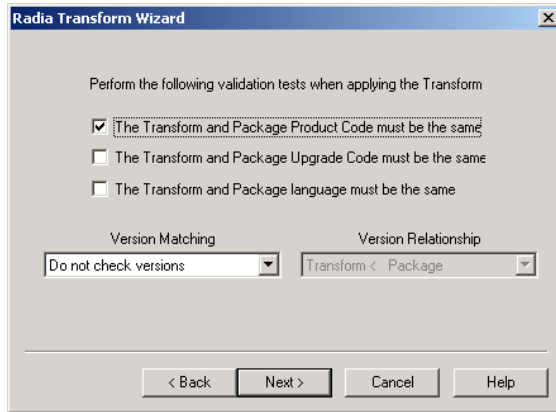 Radia Transform Wizard
Perform the following validation tests when applying the Transform
The Transform and Package Product Code must be the same
The Transform and Package Upgrade Code must be the same
The Transform and Package language must be the same
Version Matching
Version Relationship
Do not check versions
Transform < Package
< Back
Next >
Cancel
Help